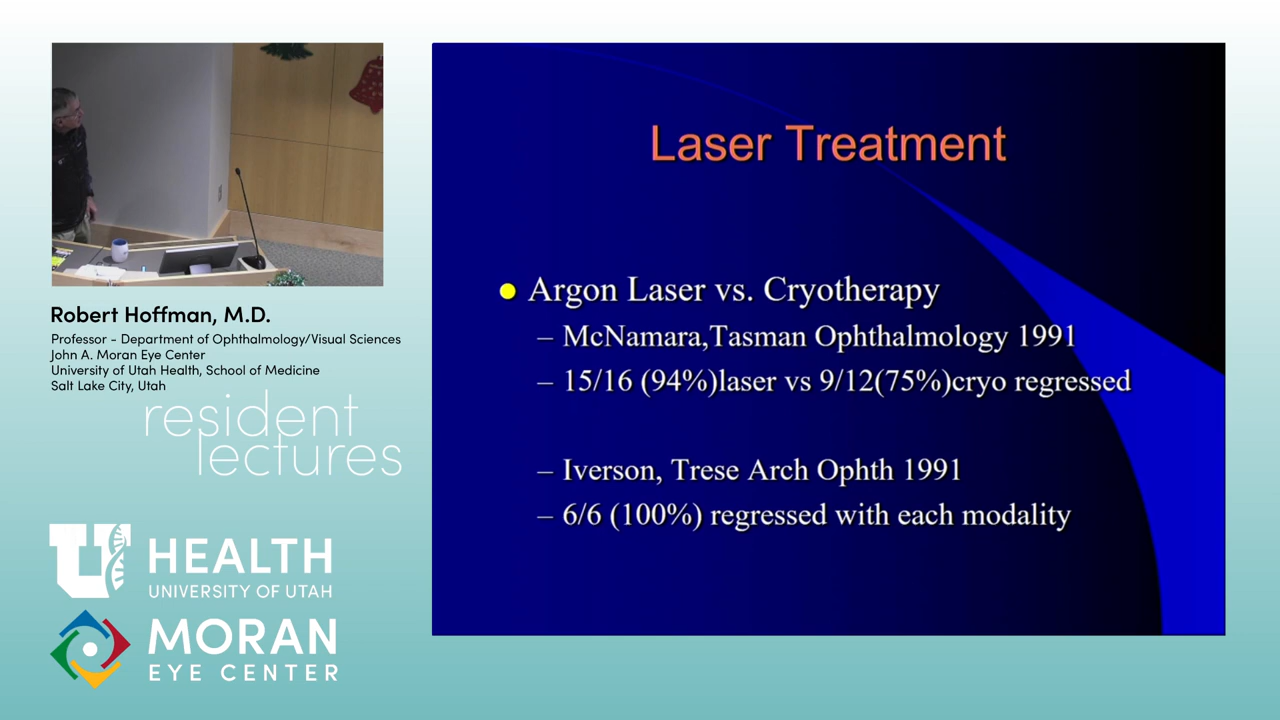 Robert Hoffman, M.D.
Professor - Department of Ophthalmology/Visual Sciences
John A. Moran Eye Center
University of Utah Health, School of Medicine
Salt Lake City, Utah
resident
lectures
U
HEALTH
UNIVERSITY OF UTAH
MORAN
EYE CENTER
Laser Treatment
Argon Laser vs. Cryotherapy
– McNamara,Tasman Ophthalmology 1991
– 15/16 (94%)laser vs 9/12(75%)cryo regressed
– Iverson, Trese Arch Ophth 1991
– 6/6 (100%) regressed with each modality